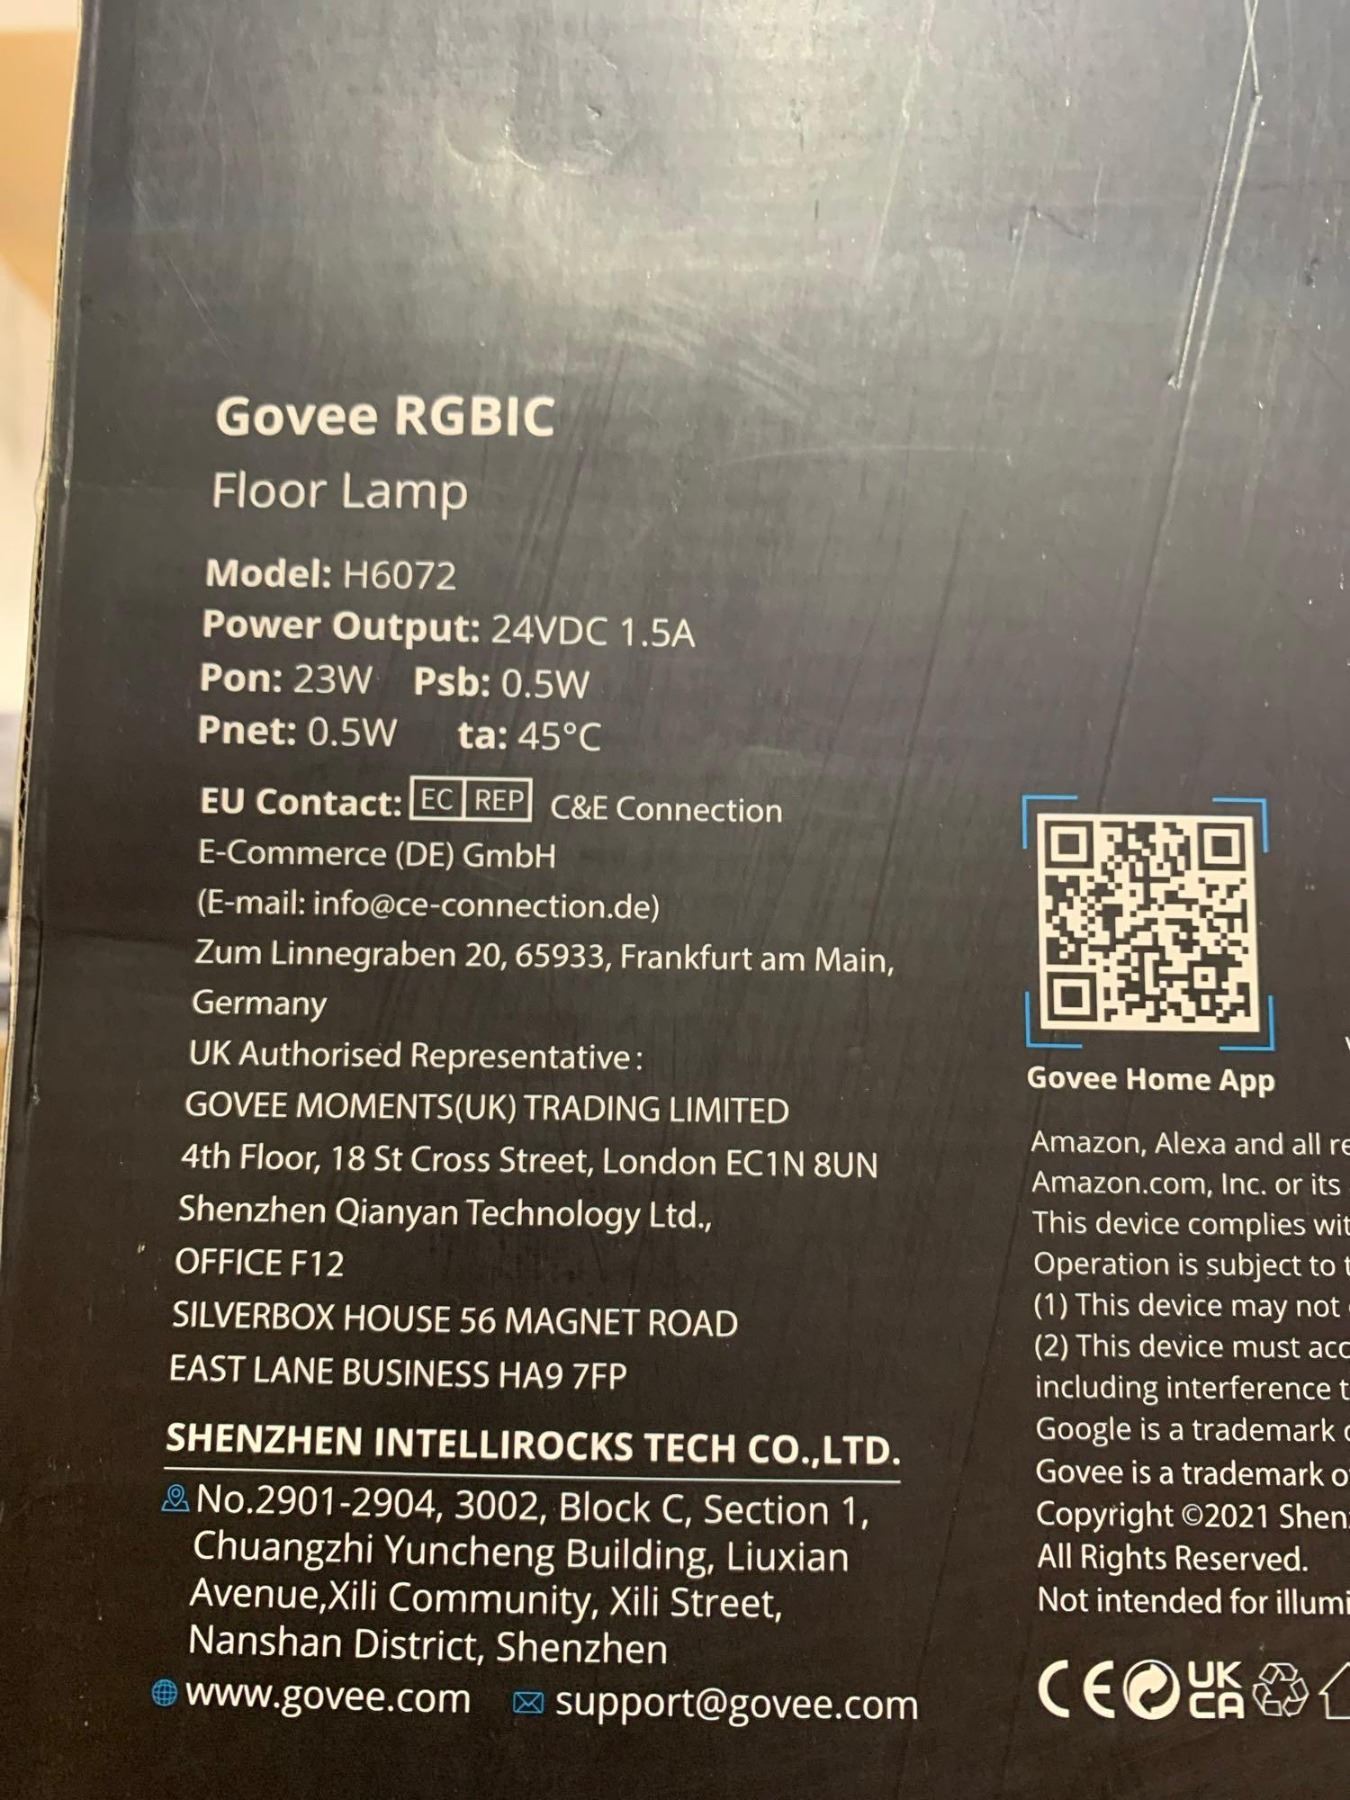 Govee RGBIC
Floor Lamp
Model: H6072
Power Output: 24VDC 1.5A
Pon: 23W Psb: 0.5W
Pnet: 0.5W ta: 45°C
EU Contact: EC REP C&E Connection
E-Commerce (DE) GmbH
(E-mail: info@ce-connection.de)
Zum Linnegraben 20, 65933, Frankfurt am Main,
Germany
UK Authorised Representative:
GOVEE MOMENTS(UK) TRADING LIMITED
4th Floor, 18 St Cross Street, London EC1N 8UN
Shenzhen Qianyan Technology Ltd.,
OFFICE F12
SILVERBOX HOUSE 56 MAGNET ROAD
EAST LANE BUSINESS HA9 7FP
SHENZHEN INTELLIROCKS TECH CO.,LTD.
No.2901-2904, 3002, Block C, Section 1,
Chuangzhi Yuncheng Building, Liuxian
Avenue,Xili Community, Xili Street,
Nanshan District, Shenzhen
www.govee.com support@govee.com
Govee Home App
Amazon, Alexa and all
Amazon.com, Inc. or its
This device complies
Operation is subject to
(1) This device may not
(2) This device must
including interference
Google is a trademark
Govee is a trademark
Copyright ©2021
All Rights Reserved.
Not intended for
CE UK CA